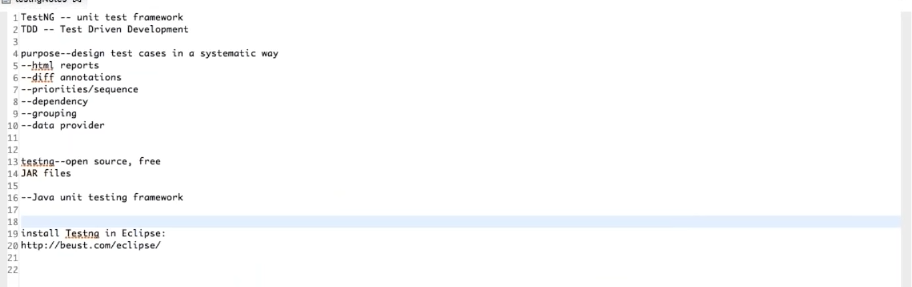 1 TestNG -- unit test framework
2 TDD -- Test Driven Development
3
4 purpose--design test cases in a systematic way
5 --html reports
6 --diff annotations
7 --priorities/sequence
8 --dependency
9 --grouping
10 --data provider
11
12
13 testng--open source, free
14 JAR files
15
16 --Java unit testing framework
17
18
19 install Testng in Eclipse:
20 http://beust.com/eclipse/
21
22